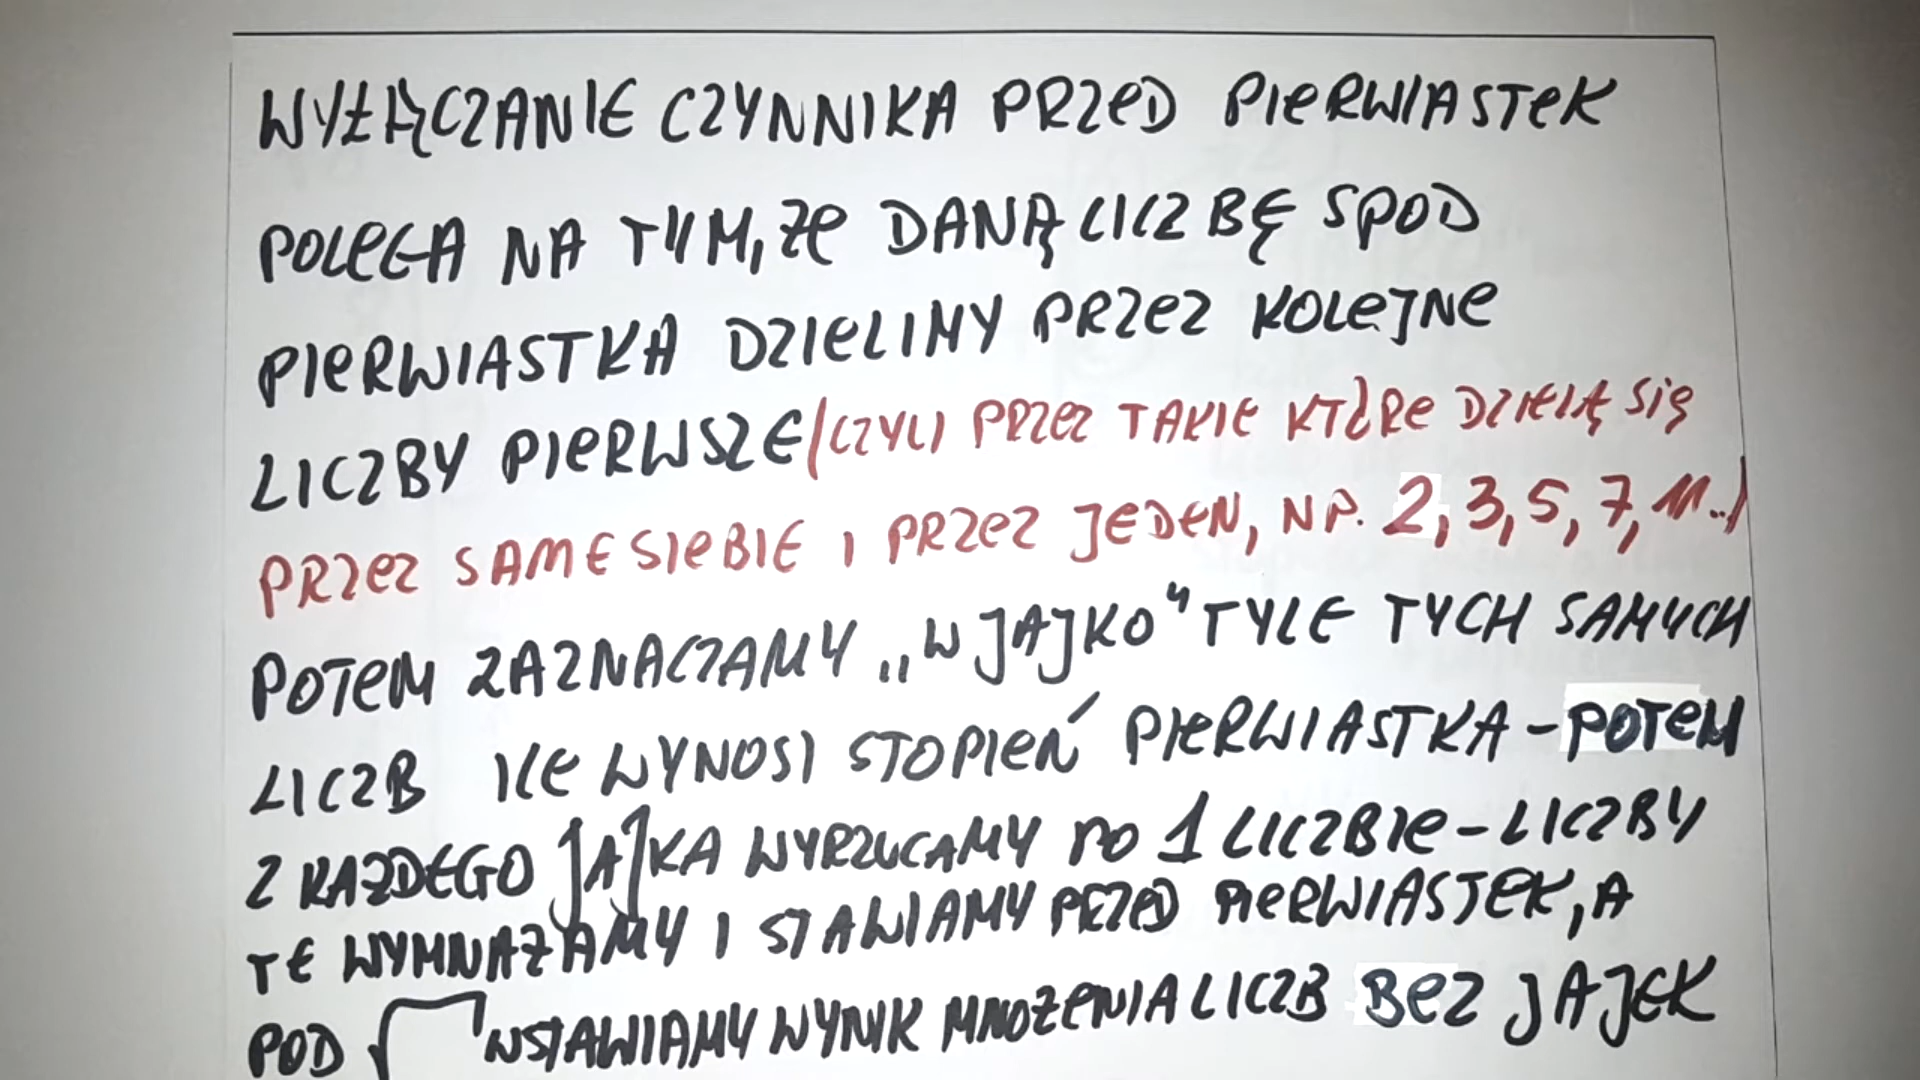 WYŁĄCZANIE CZYNNIKA PRZED PIERWIASTEK
POLEGA NA TYM, ŻE DANĄ LICZBĘ SPOD
PIERWIASTKA DZIELIMY PRZEZ KOLEJNE
LICZBY PIERWSZE (CZYLI PRZEZ TAKIE KTÓRE DZIELĄ SIĘ
PRZEZ SAME SIEBIE I PRZEZ JEDEN, NP. 2, 3, 5, 7, 11..)
POTEM ZAZNACZAMY „W JAJKO" TYLE TYCH SAMYCH
LICZB ILE WYNOSI STOPIEŃ PIERWIASTKA - POTEM
Z KAŻDEGO JAJKA WYRZUCAMY PO 1 LICZBIE - LICZBY
TE WYMNAŻAMY I STAWIAMY PRZED PIERWIASTEK, A
POD √ WSTAWIAMY WYNIK MNOŻENIA LICZB BEZ JAJEK